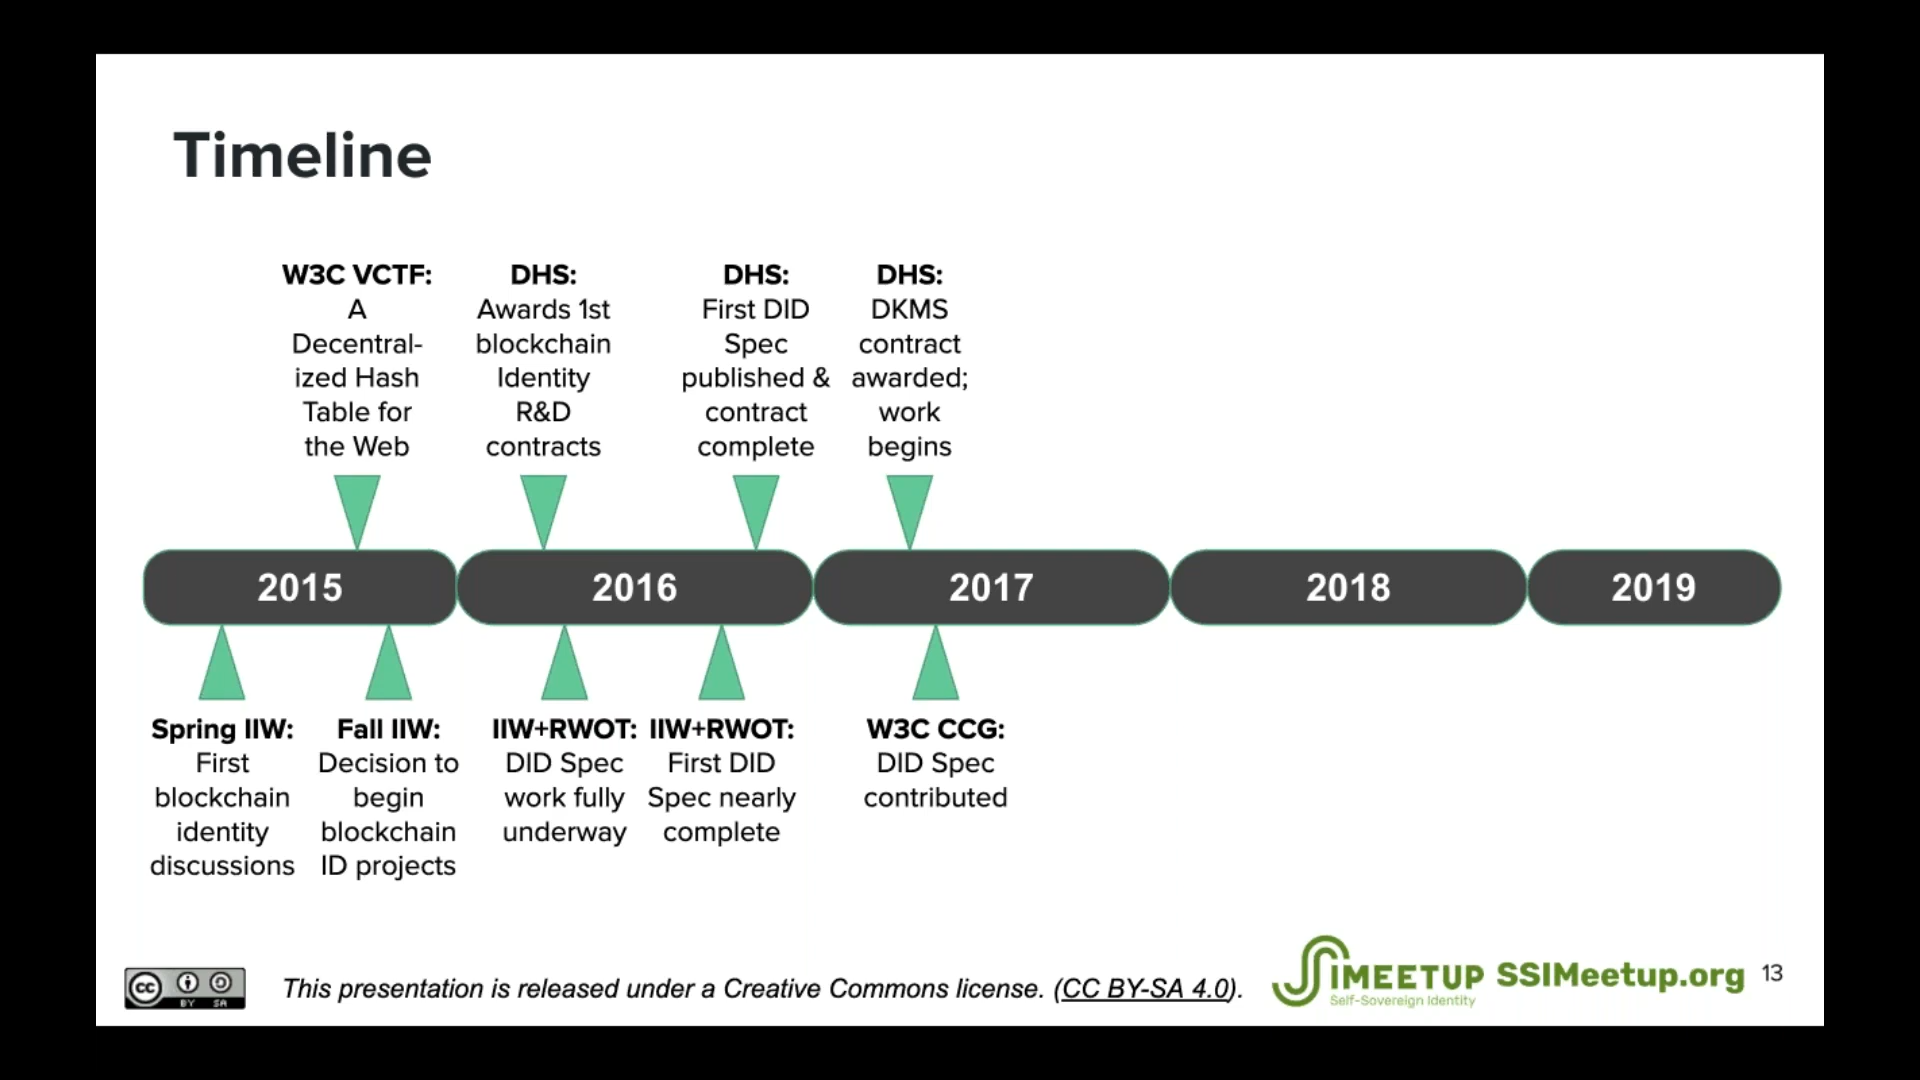 Timeline
W3C VCTF:
A
Decentral-
ized Hash
Table for
the Web
DHS:
Awards 1st
blockchain
Identity
R&D
contracts
DHS:
First DID
Spec
published &
contract
complete
DHS:
DKMS
contract
awarded;
work
begins
2015
2016
2017
2018
2019
Spring IIW:
First
blockchain
identity
discussions
Fall IIW:
Decision to
begin
blockchain
ID projects
IIW+RWOT:
DID Spec
work fully
underway
IIW+RWOT:
First DID
Spec nearly
complete
W3C CCG:
DID Spec
contributed
cc
BY SA
This presentation is released under a Creative Commons license. (CC BY-SA 4.0).
SSIMEETUP
Self-Sovereign Identity
SSIMeetup.org
13